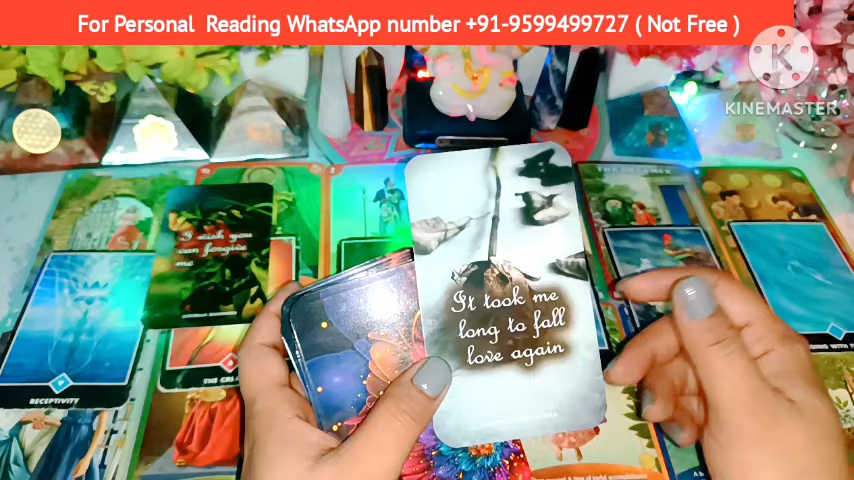 For Personal Reading WhatsApp number +91-9599499727 ( Not Free )
KINEMASTER
I wish you
can forgive
me
It took me
long to fall
love again
RECEPTIVITY